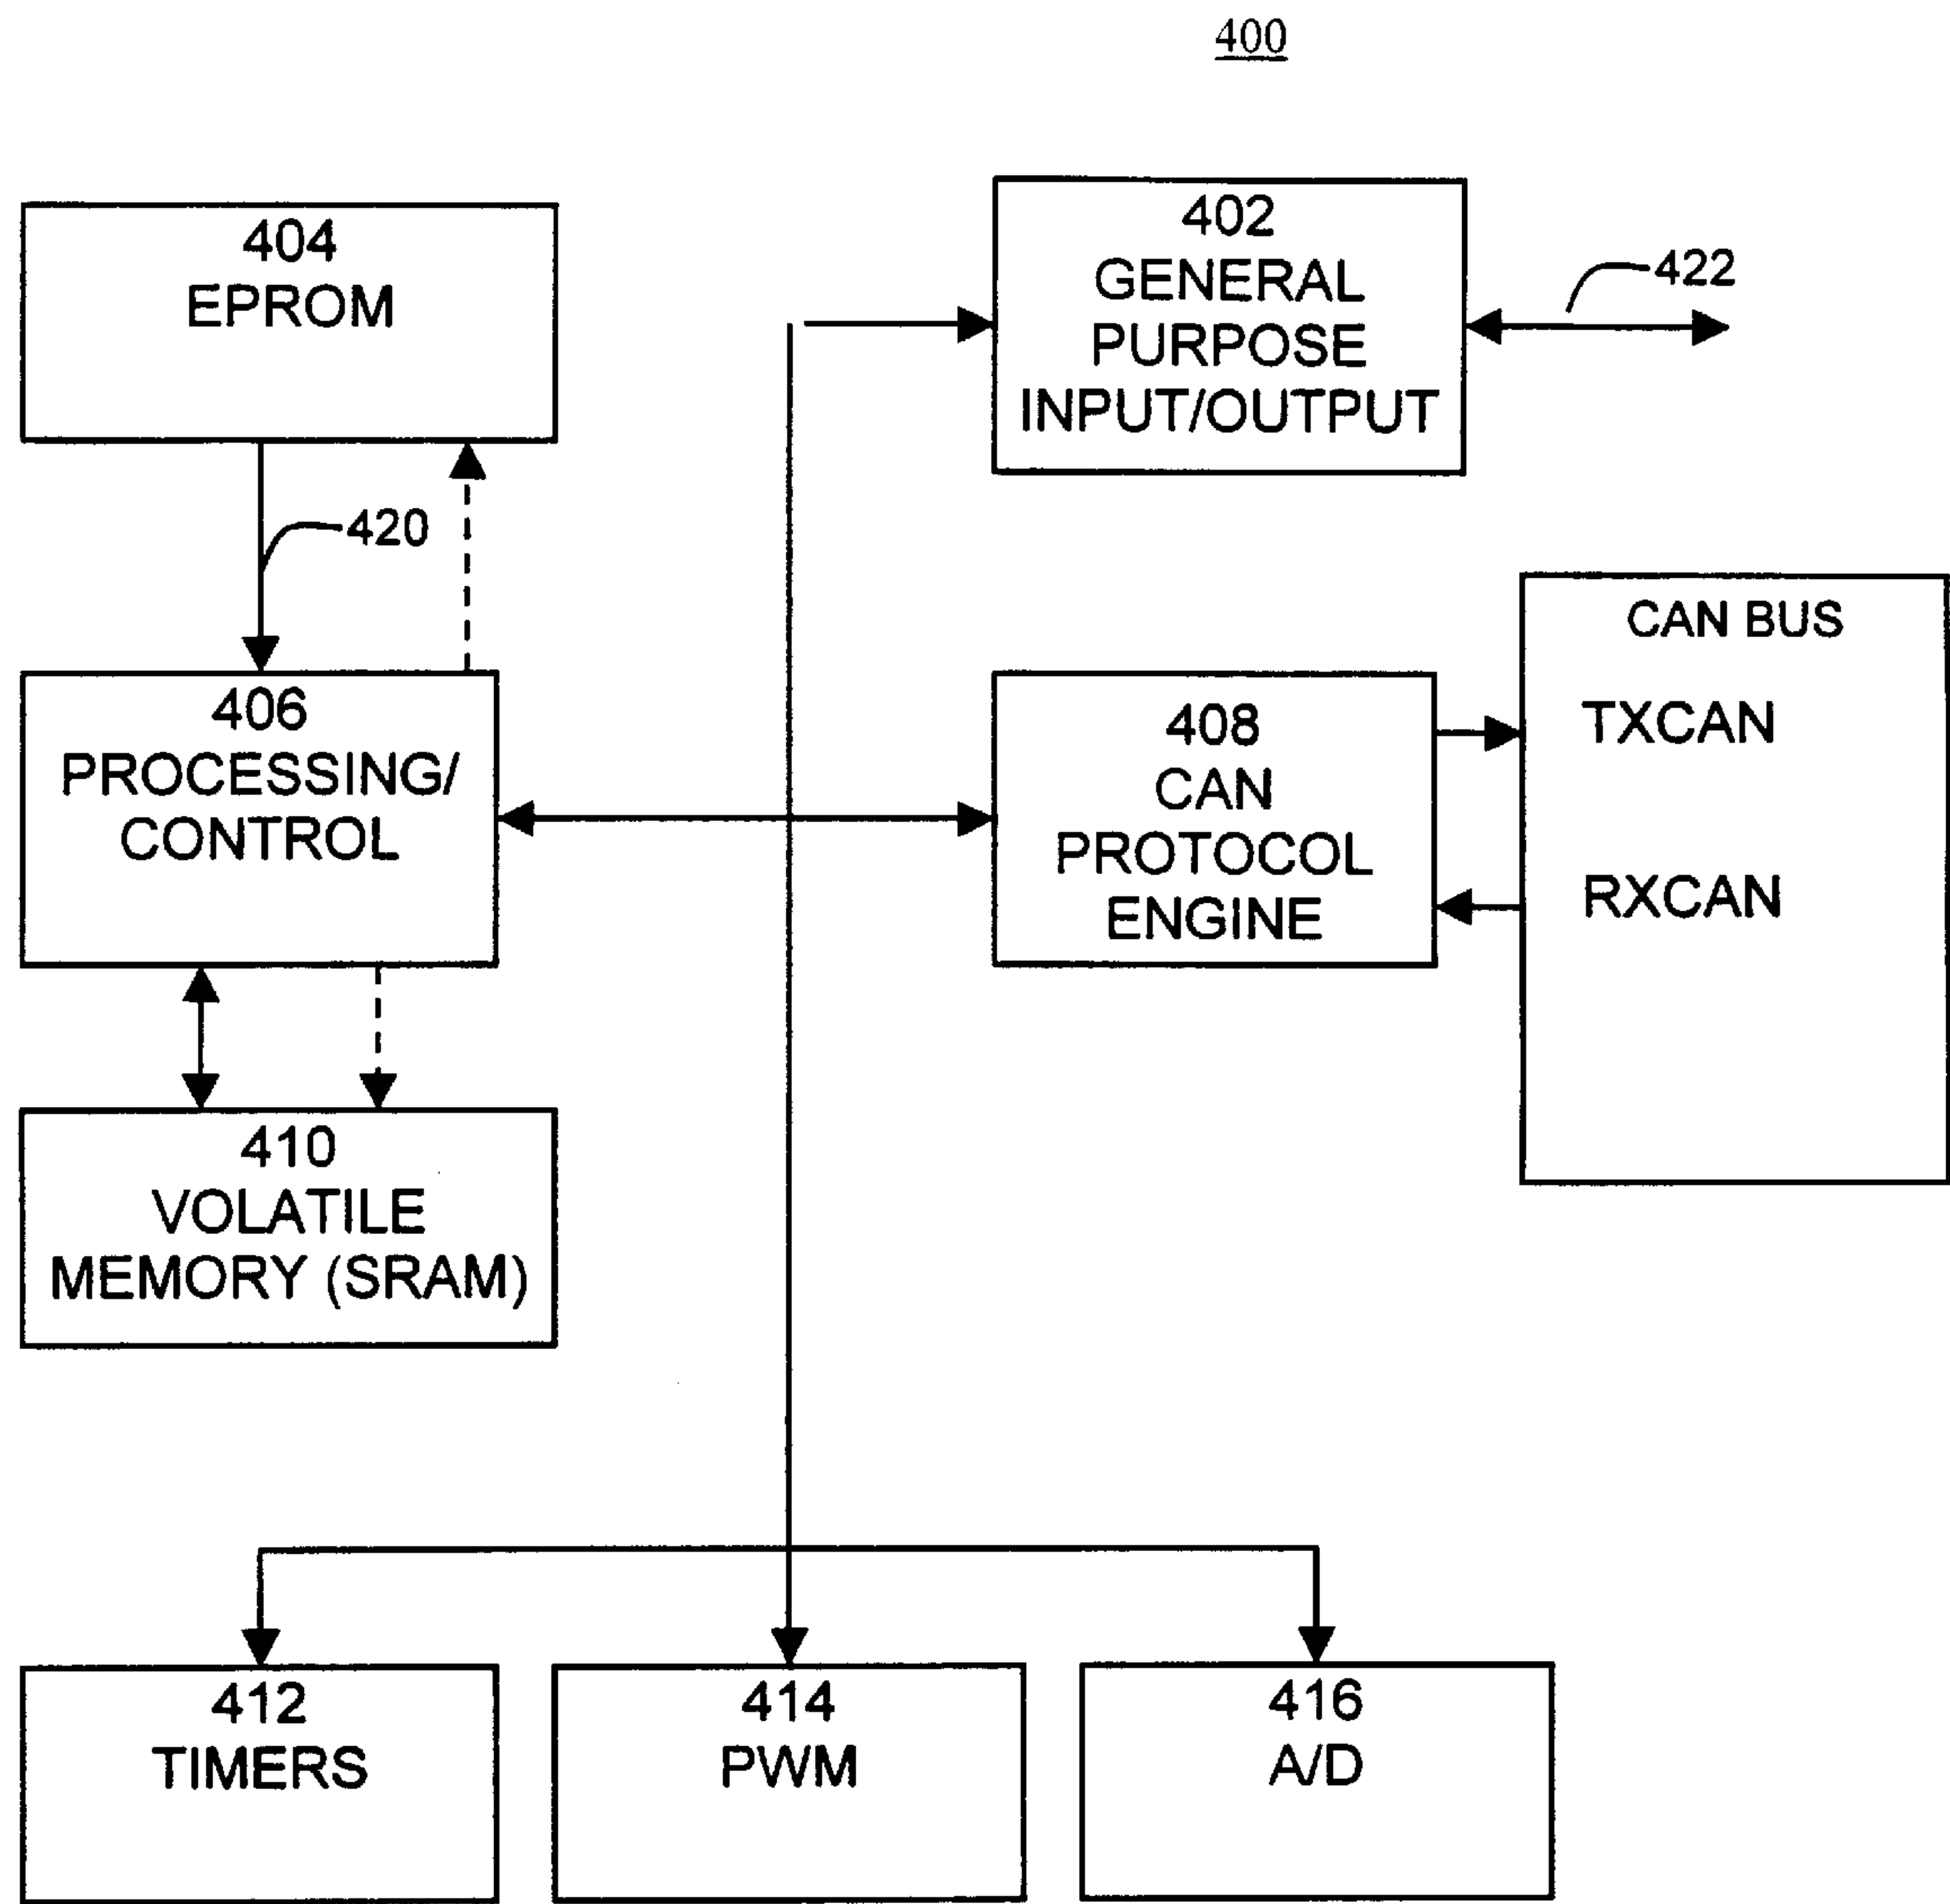 400
404
EPROM
402
GENERAL
PURPOSE
INPUT/OUTPUT
422
420
406
PROCESSING/
CONTROL
408
CAN
PROTOCOL
ENGINE
CAN BUS
TXCAN
RXCAN
410
VOLATILE
MEMORY (SRAM)
412
TIMERS
414
PWM
416
A/D